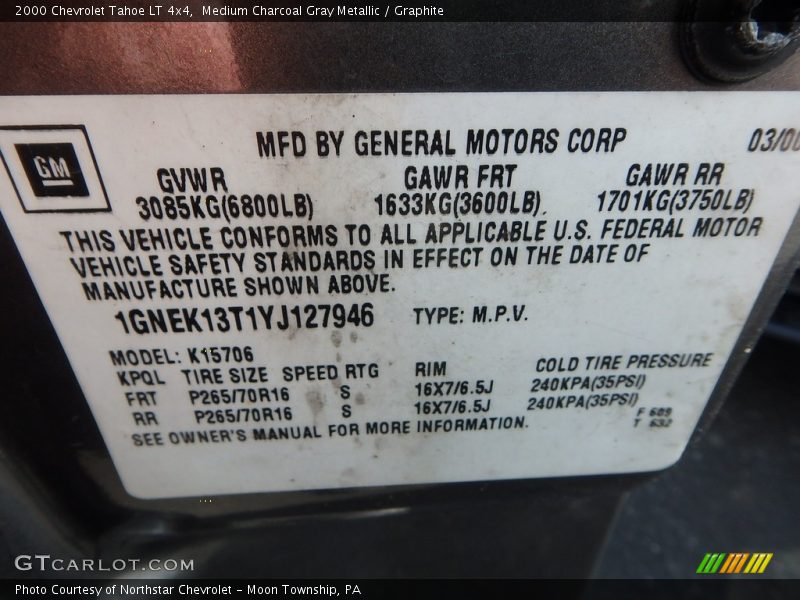 2000 Chevrolet Tahoe LT 4x4, Medium Charcoal Gray Metallic / Graphite
MFD BY GENERAL MOTORS CORP 03/00
GM
GVWR GAWR FRT GAWR RR
3085KG(6800LB) 1633KG(3600LB) 1701KG(3750LB)
THIS VEHICLE CONFORMS TO ALL APPLICABLE U.S. FEDERAL MOTOR
VEHICLE SAFETY STANDARDS IN EFFECT ON THE DATE OF
MANUFACTURE SHOWN ABOVE.
1GNEK13T1YJ127946 TYPE: M.P.V.
MODEL: K15706
KPQL TIRE SIZE SPEED RTG RIM COLD TIRE PRESSURE
FRT P265/70R16 S 16X7/6.5J 240KPA(35PSI)
RR P265/70R16 S 16X7/6.5J 240KPA(35PSI)
SEE OWNER'S MANUAL FOR MORE INFORMATION.
F 609
T 632
GTCARLOT.COM
Photo Courtesy of Northstar Chevrolet - Moon Township, PA